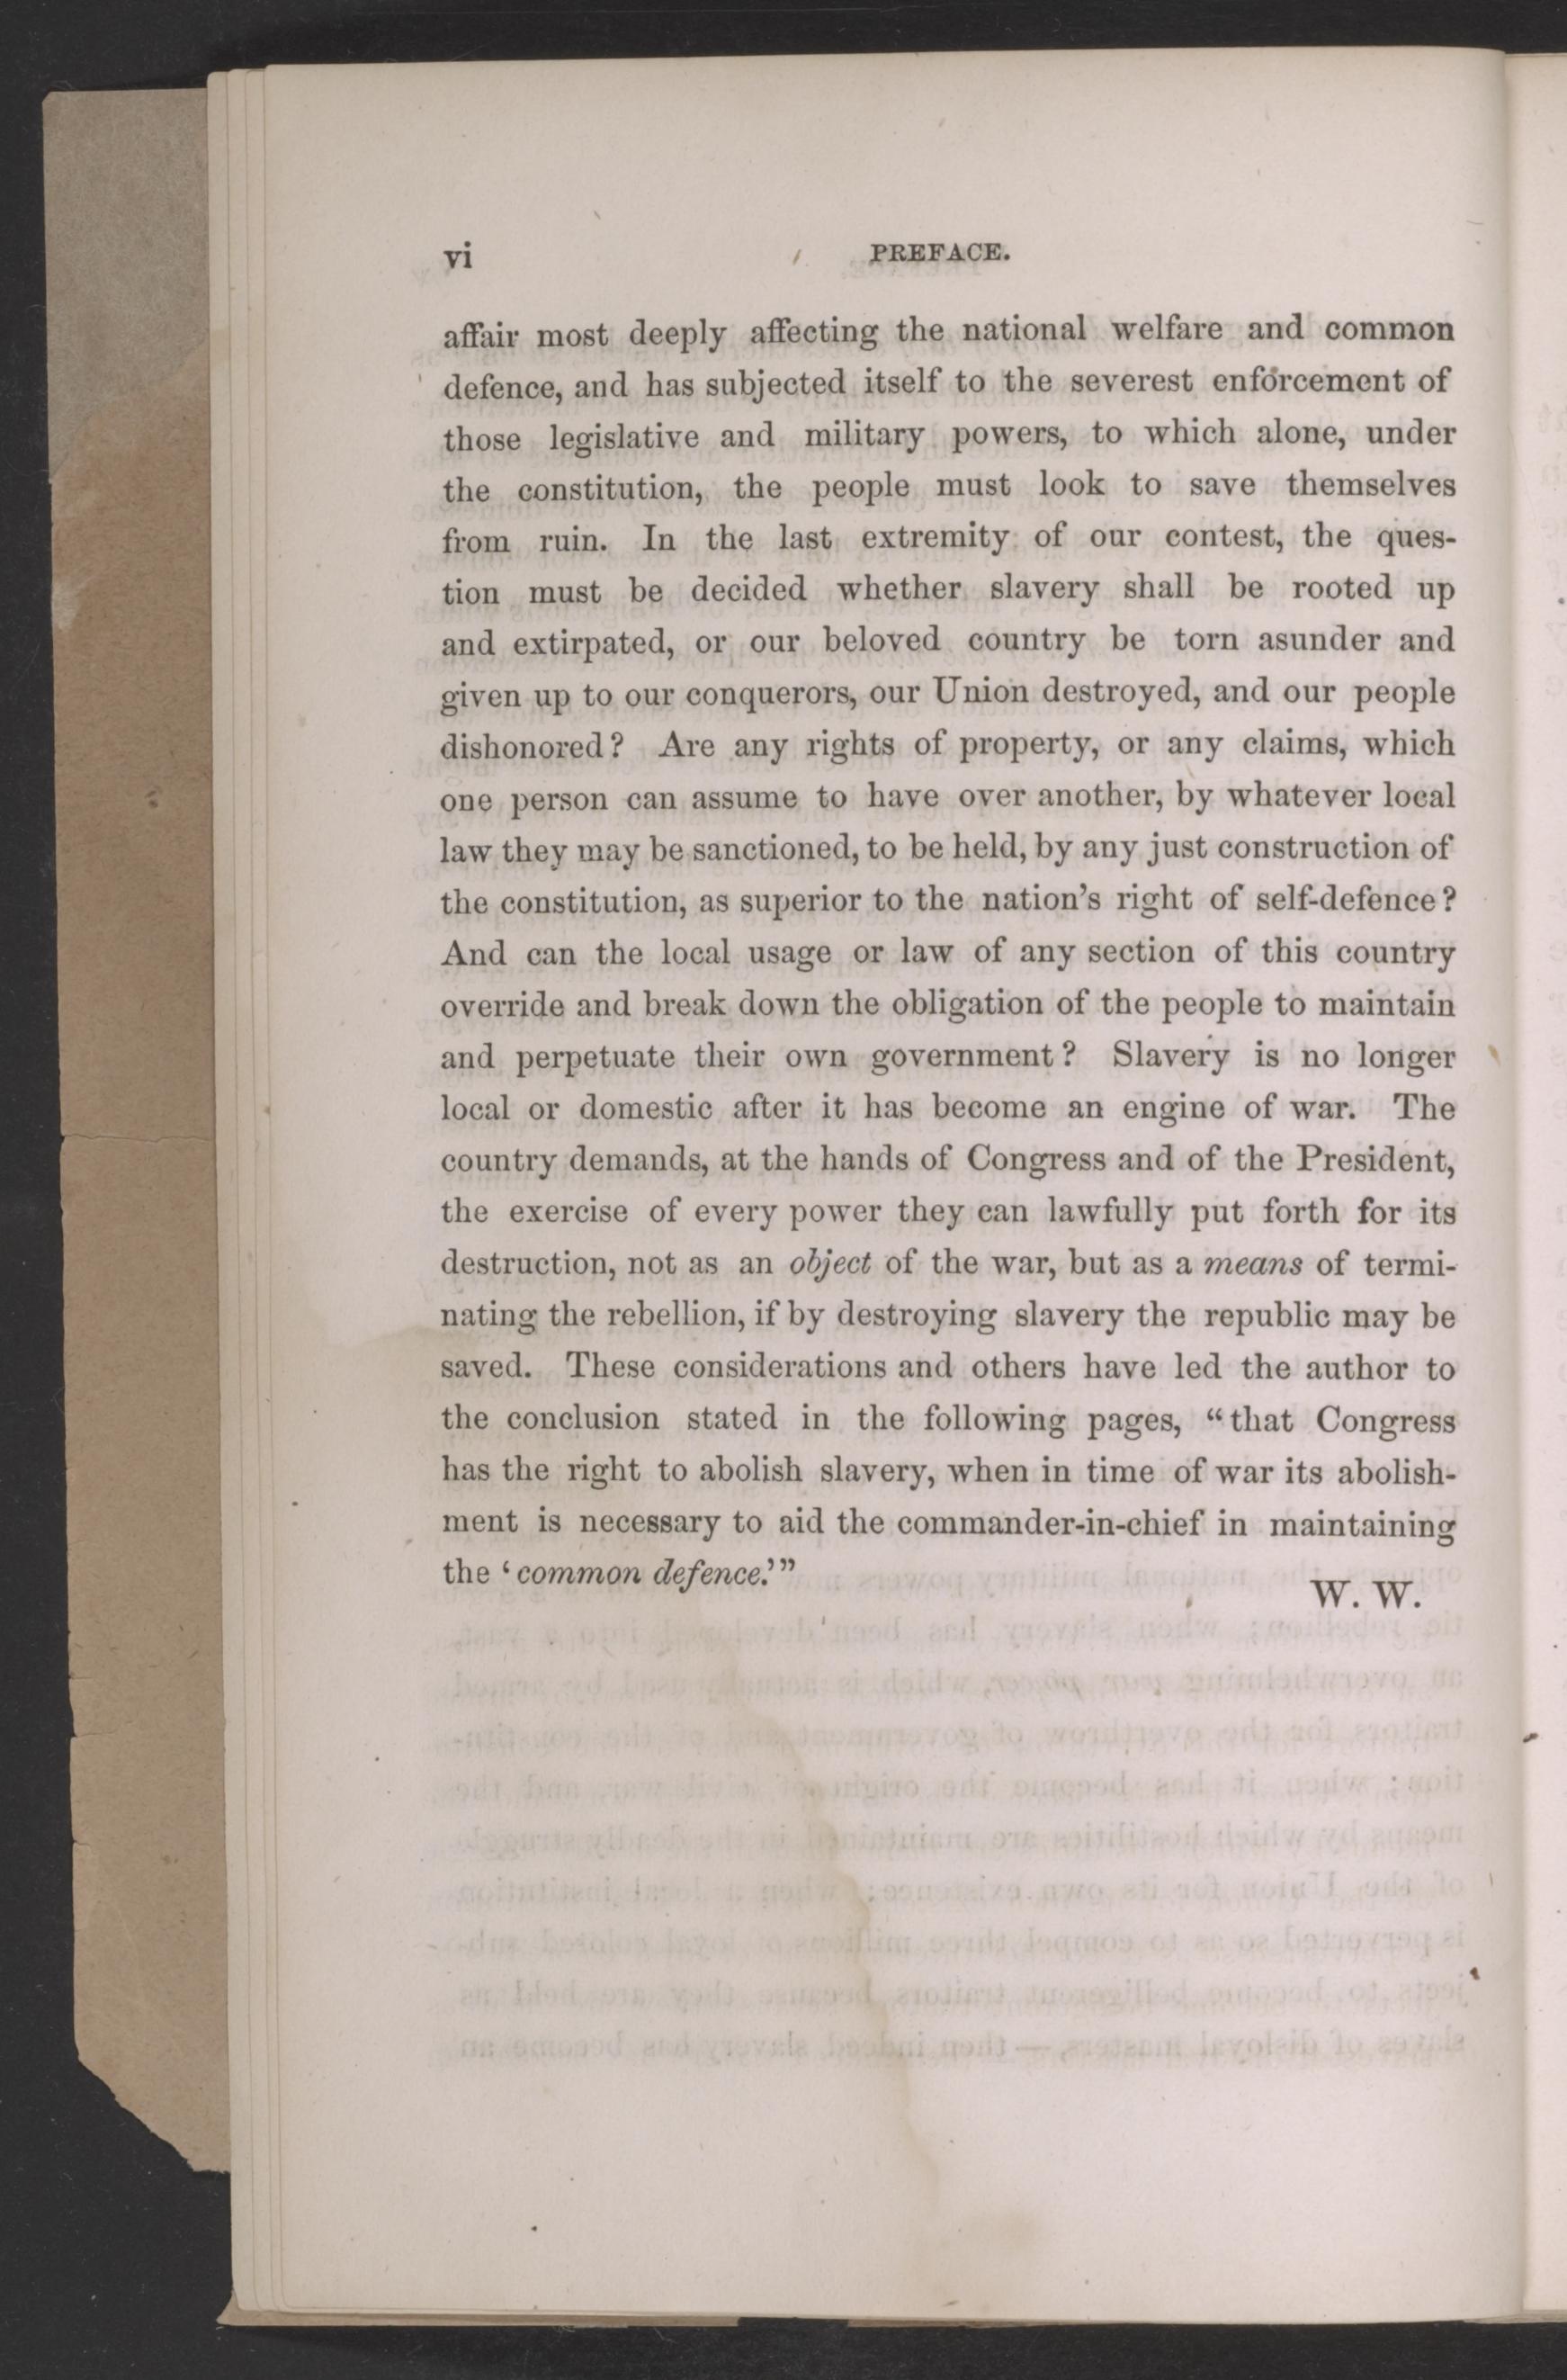 vi PREFACE.
affair most deeply affecting the national welfare and common
defence, and has subjected itself to the severest enforcement of
those legislative and military powers, to which alone, under
the constitution, the people must look to save themselves
from ruin. In the last extremity of our contest, the ques-
tion must be decided whether slavery shall be rooted up
and extirpated, or our beloved country be torn asunder and
given up to our conquerors, our Union destroyed, and our people
dishonored? Are any rights of property, or any claims, which
one person can assume to have over another, by whatever local
law they may be sanctioned, to be held, by any just construction of
the constitution, as superior to the nation's right of self-defence?
And can the local usage or law of any section of this country
override and break down the obligation of the people to maintain
and perpetuate their own government? Slavery is no longer
local or domestic after it has become an engine of war. The
country demands, at the hands of Congress and of the President,
the exercise of every power they can lawfully put forth for its
destruction, not as an object of the war, but as a means of termi-
nating the rebellion, if by destroying slavery the republic may be
saved. These considerations and others have led the author to
the conclusion stated in the following pages, “that Congress
has the right to abolish slavery, when in time of war its abolish-
ment is necessary to aid the commander-in-chief in maintaining
the ‘common defence.’”
W. W.